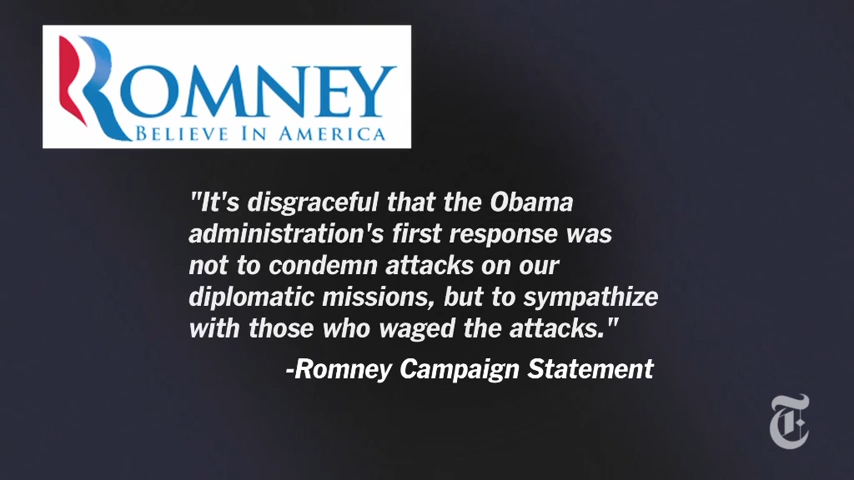 ROMNEY
BELIEVE IN AMERICA
"It's disgraceful that the Obama
administration's first response was
not to condemn attacks on our
diplomatic missions, but to sympathize
with those who waged the attacks."
-Romney Campaign Statement
T